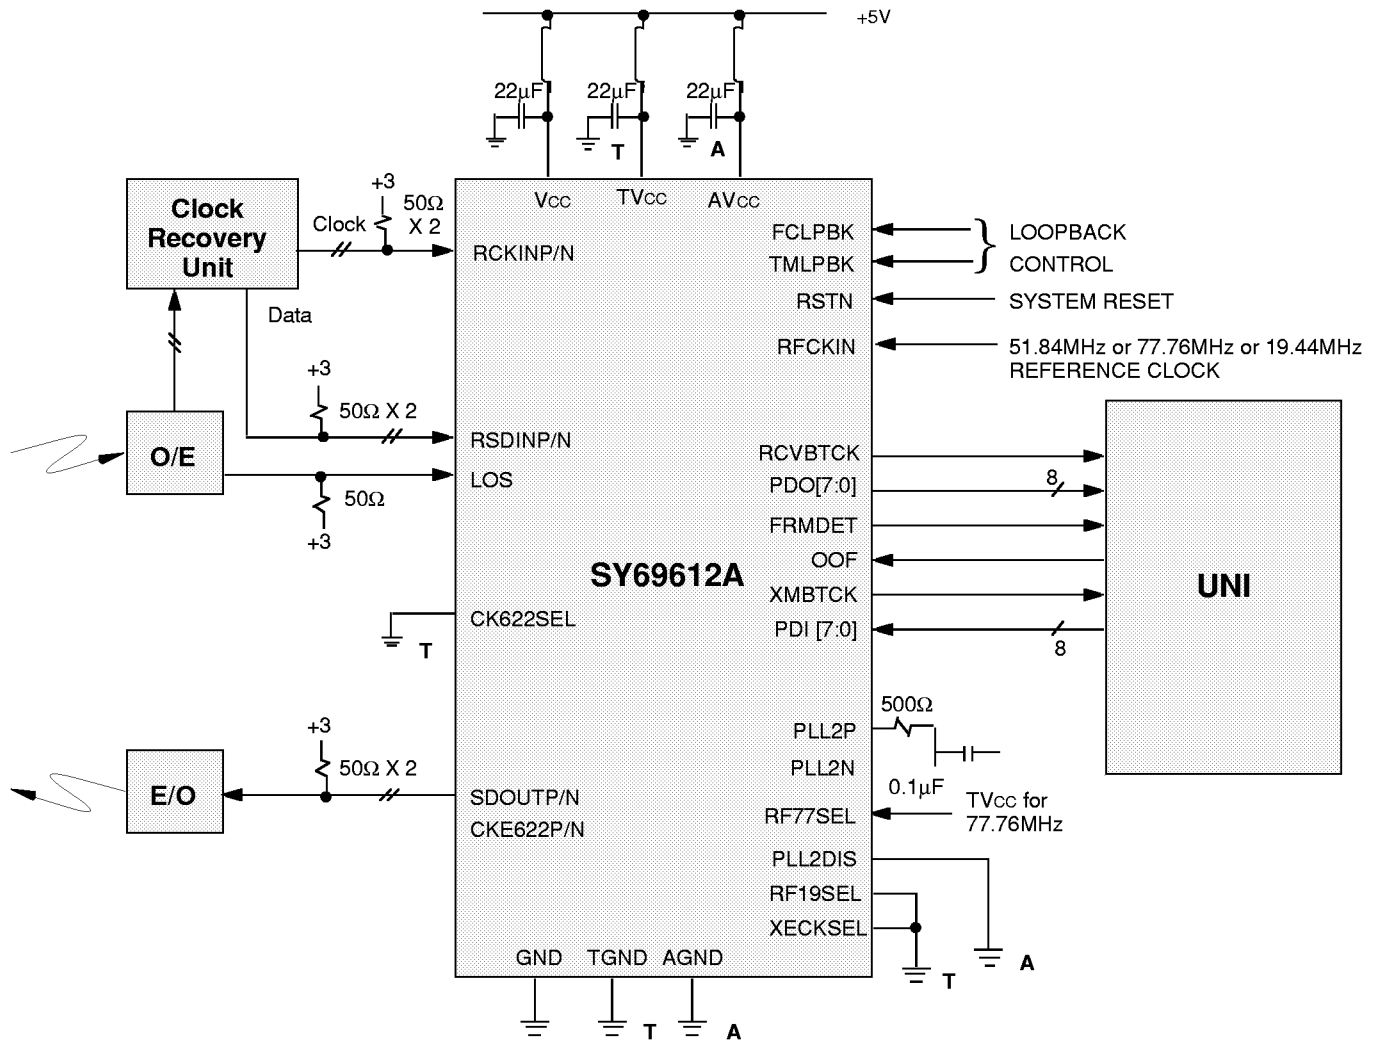 +5V
22µF
22µF
22µF
T
A
VCC
TVCC
AVCC
Clock
Recovery
Unit
Clock
+3
50Ω
X 2
RCKINP/N
Data
+3
50Ω X 2
RSDINP/N
O/E
LOS
50Ω
+3
SY69612A
CK622SEL
T
+3
50Ω X 2
E/O
SDOUTP/N
CKE622P/N
FCLPBK
LOOPBACK
TMLPBK
CONTROL
RSTN
SYSTEM RESET
RFCKIN
51.84MHz or 77.76MHz or 19.44MHz
REFERENCE CLOCK
RCVBTCK
PDO[7:0]
8
FRMDET
OOF
XMBTCK
PDI [7:0]
8
UNI
500Ω
PLL2P
PLL2N
0.1µF
RF77SEL
TVCC for
77.76MHz
PLL2DIS
RF19SEL
XECKSEL
T
A
GND
TGND
AGND
T
A